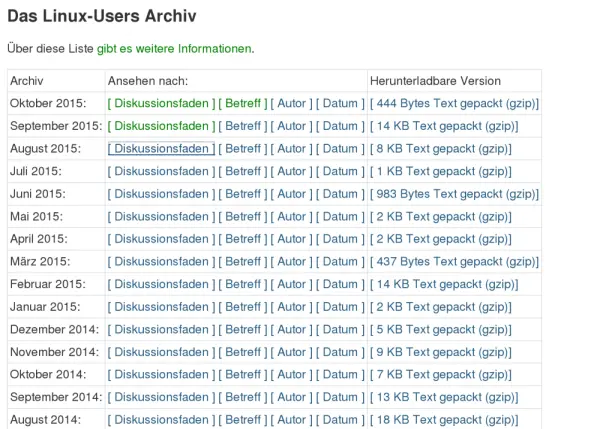 Das Linux-Users Archiv
Über diese Liste gibt es weitere Informationen.
Archiv Ansehen nach: Herunterladbare Version
Oktober 2015: [ Diskussionsfaden ] [ Betreff ] [ Autor ] [ Datum ] [ 444 Bytes Text gepackt (gzip)]
September 2015: [ Diskussionsfaden ] [ Betreff ] [ Autor ] [ Datum ] [ 14 KB Text gepackt (gzip)]
August 2015: [ Diskussionsfaden ] [ Betreff ] [ Autor ] [ Datum ] [ 8 KB Text gepackt (gzip)]
Juli 2015: [ Diskussionsfaden ] [ Betreff ] [ Autor ] [ Datum ] [ 1 KB Text gepackt (gzip)]
Juni 2015: [ Diskussionsfaden ] [ Betreff ] [ Autor ] [ Datum ] [ 983 Bytes Text gepackt (gzip)]
Mai 2015: [ Diskussionsfaden ] [ Betreff ] [ Autor ] [ Datum ] [ 2 KB Text gepackt (gzip)]
April 2015: [ Diskussionsfaden ] [ Betreff ] [ Autor ] [ Datum ] [ 2 KB Text gepackt (gzip)]
März 2015: [ Diskussionsfaden ] [ Betreff ] [ Autor ] [ Datum ] [ 437 Bytes Text gepackt (gzip)]
Februar 2015: [ Diskussionsfaden ] [ Betreff ] [ Autor ] [ Datum ] [ 14 KB Text gepackt (gzip)]
Januar 2015: [ Diskussionsfaden ] [ Betreff ] [ Autor ] [ Datum ] [ 2 KB Text gepackt (gzip)]
Dezember 2014: [ Diskussionsfaden ] [ Betreff ] [ Autor ] [ Datum ] [ 5 KB Text gepackt (gzip)]
November 2014: [ Diskussionsfaden ] [ Betreff ] [ Autor ] [ Datum ] [ 9 KB Text gepackt (gzip)]
Oktober 2014: [ Diskussionsfaden ] [ Betreff ] [ Autor ] [ Datum ] [ 7 KB Text gepackt (gzip)]
September 2014: [ Diskussionsfaden ] [ Betreff ] [ Autor ] [ Datum ] [ 13 KB Text gepackt (gzip)]
August 2014: [ Diskussionsfaden ] [ Betreff ] [ Autor ] [ Datum ] [ 18 KB Text gepackt (gzip)]